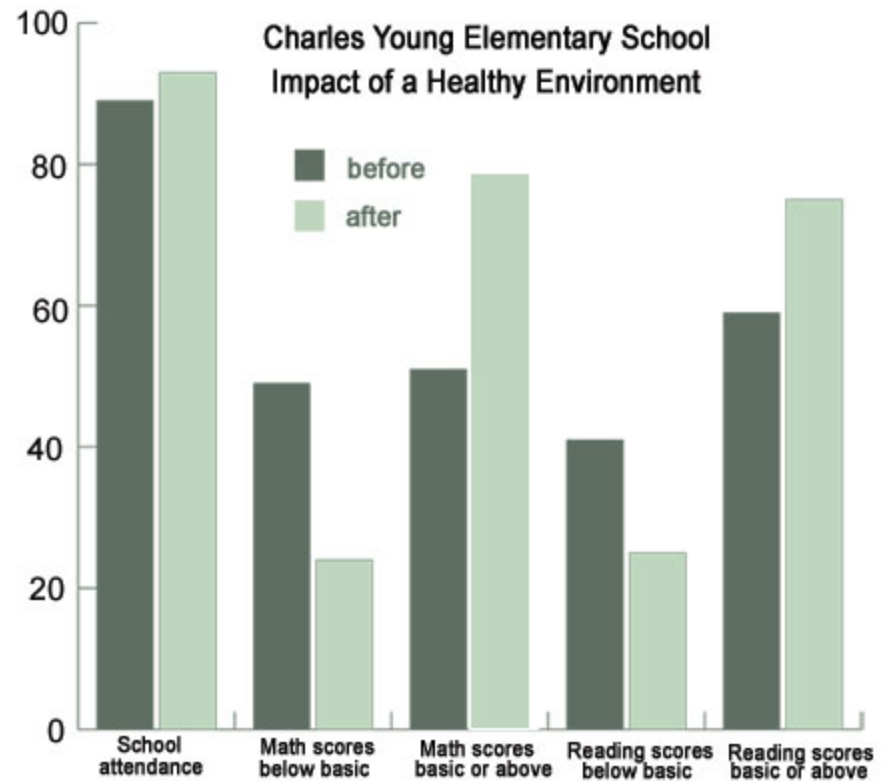 100
Charles Young Elementary School
Impact of a Healthy Environment
before
80
after
60
40
20
0
School
attendance
Math scores
below basic
Math scores
basic or above
Reading scores
below basic
Reading scores
basic or above